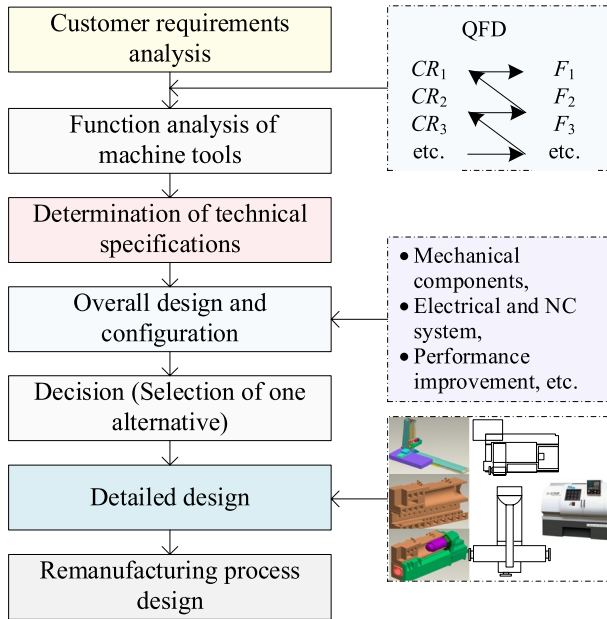 Customer requirements
analysis
QFD
CR1 F1
CR2 F2
CR3 F3
etc. etc.
Function analysis of
machine tools
Determination of technical
specifications
• Mechanical
components,
• Electrical and NC
system,
• Performance
improvement, etc.
Overall design and
configuration
Decision (Selection of one
alternative)
Detailed design
Remanufacturing process
design